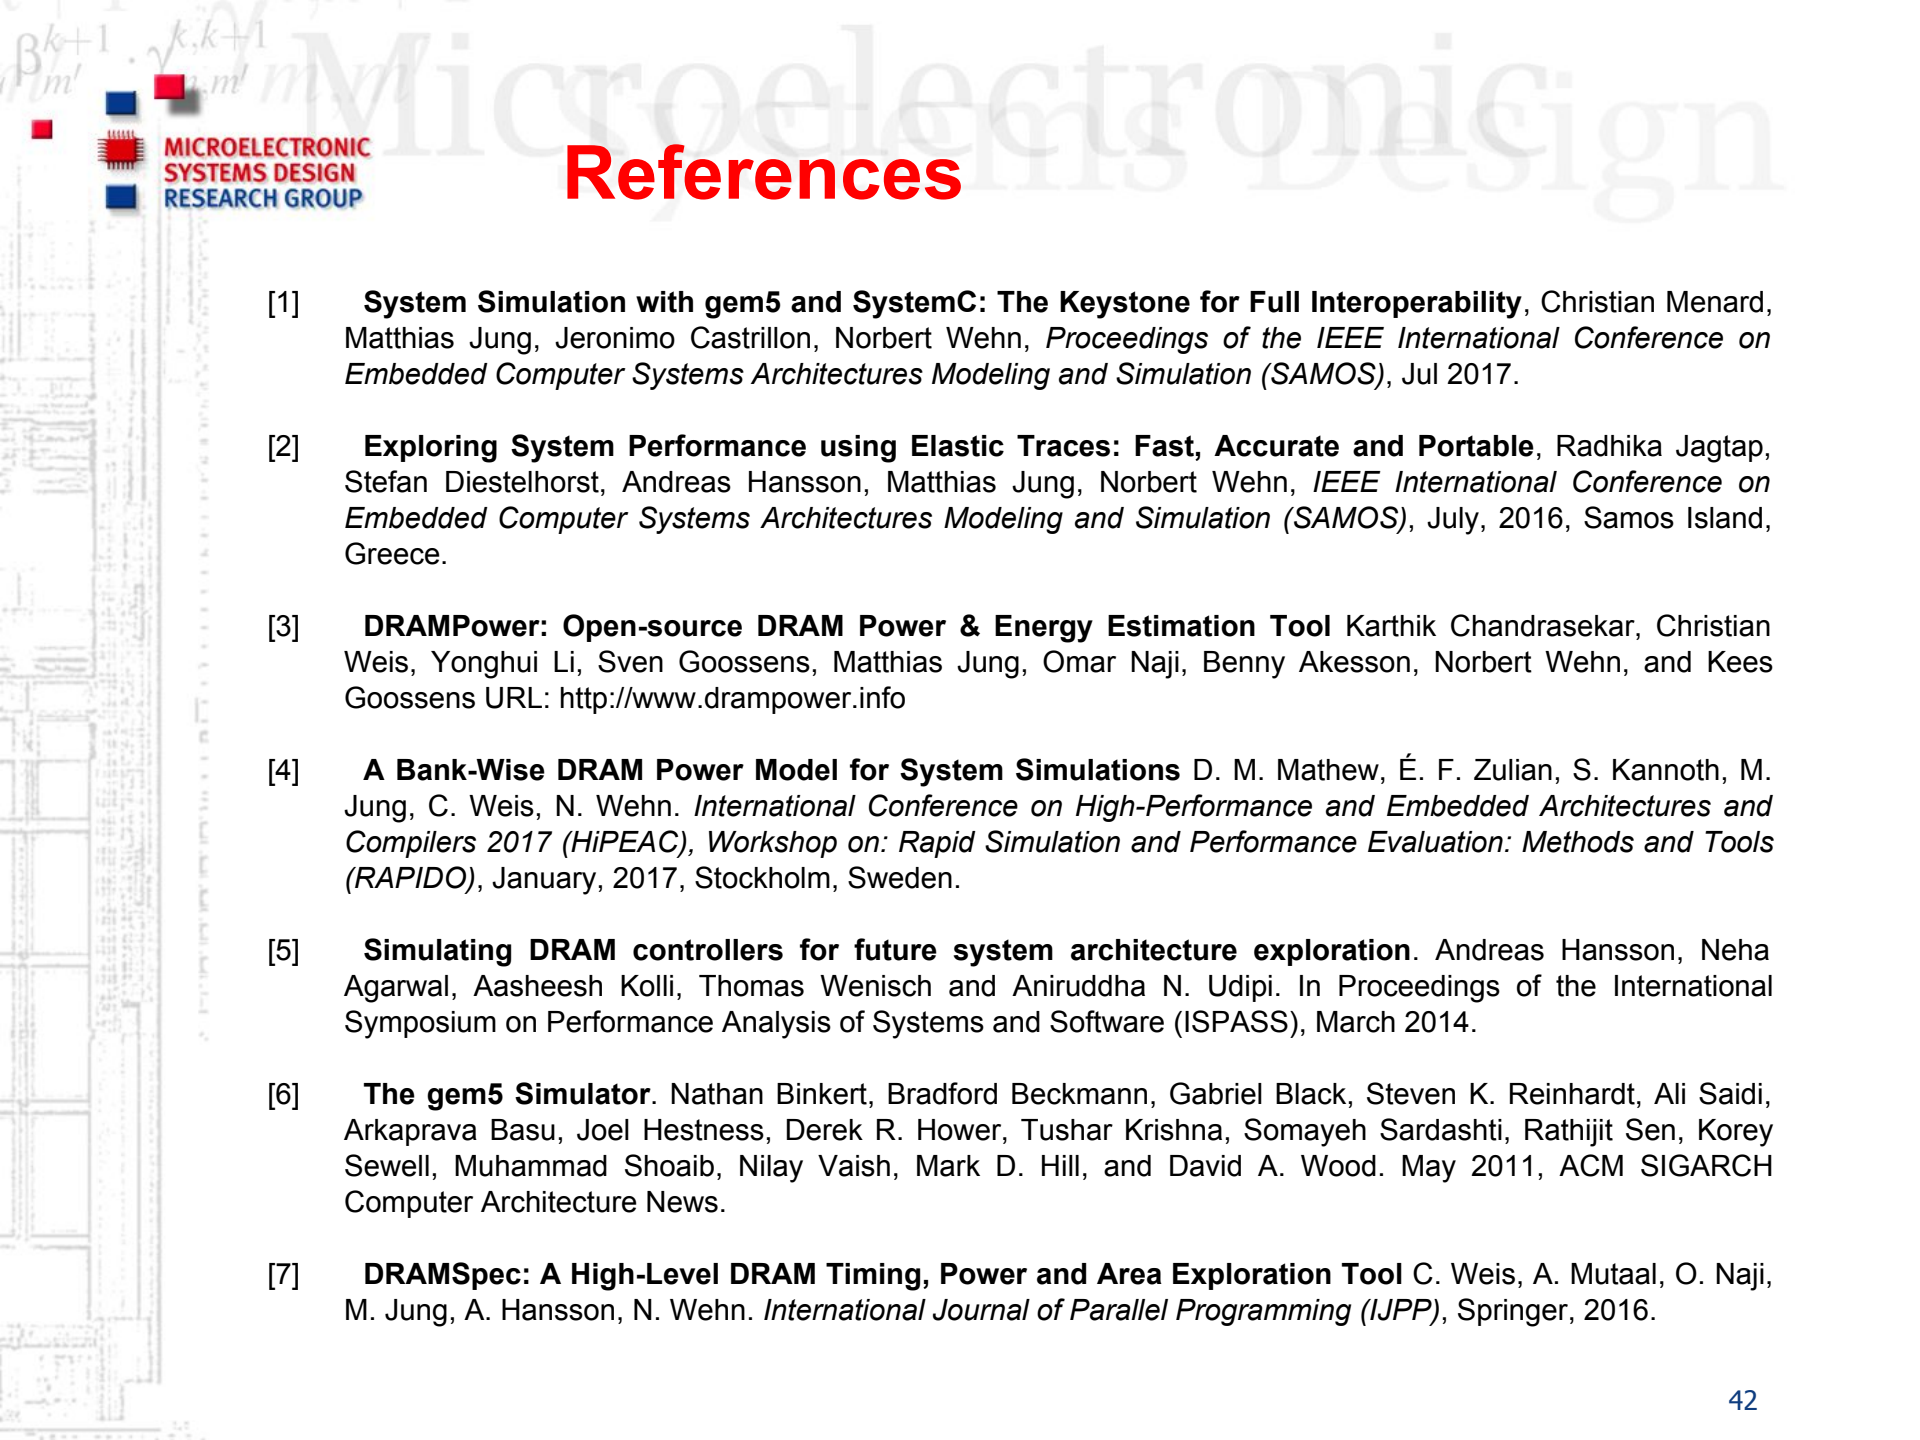 Microelectronic
Systems Design
β^{k+1}_{m'} · γ^{k,k+1}_{m,m'}
MICROELECTRONIC
SYSTEMS DESIGN
RESEARCH GROUP
References
[1] System Simulation with gem5 and SystemC: The Keystone for Full Interoperability, Christian Menard,
Matthias Jung, Jeronimo Castrillon, Norbert Wehn, Proceedings of the IEEE International Conference on
Embedded Computer Systems Architectures Modeling and Simulation (SAMOS), Jul 2017.
[2] Exploring System Performance using Elastic Traces: Fast, Accurate and Portable, Radhika Jagtap,
Stefan Diestelhorst, Andreas Hansson, Matthias Jung, Norbert Wehn, IEEE International Conference on
Embedded Computer Systems Architectures Modeling and Simulation (SAMOS), July, 2016, Samos Island,
Greece.
[3] DRAMPower: Open-source DRAM Power & Energy Estimation Tool Karthik Chandrasekar, Christian
Weis, Yonghui Li, Sven Goossens, Matthias Jung, Omar Naji, Benny Akesson, Norbert Wehn, and Kees
Goossens URL: http://www.drampower.info
[4] A Bank-Wise DRAM Power Model for System Simulations D. M. Mathew, É. F. Zulian, S. Kannoth, M.
Jung, C. Weis, N. Wehn. International Conference on High-Performance and Embedded Architectures and
Compilers 2017 (HiPEAC), Workshop on: Rapid Simulation and Performance Evaluation: Methods and Tools
(RAPIDO), January, 2017, Stockholm, Sweden.
[5] Simulating DRAM controllers for future system architecture exploration. Andreas Hansson, Neha
Agarwal, Aasheesh Kolli, Thomas Wenisch and Aniruddha N. Udipi. In Proceedings of the International
Symposium on Performance Analysis of Systems and Software (ISPASS), March 2014.
[6] The gem5 Simulator. Nathan Binkert, Bradford Beckmann, Gabriel Black, Steven K. Reinhardt, Ali Saidi,
Arkaprava Basu, Joel Hestness, Derek R. Hower, Tushar Krishna, Somayeh Sardashti, Rathijit Sen, Korey
Sewell, Muhammad Shoaib, Nilay Vaish, Mark D. Hill, and David A. Wood. May 2011, ACM SIGARCH
Computer Architecture News.
[7] DRAMSpec: A High-Level DRAM Timing, Power and Area Exploration Tool C. Weis, A. Mutaal, O. Naji,
M. Jung, A. Hansson, N. Wehn. International Journal of Parallel Programming (IJPP), Springer, 2016.
42